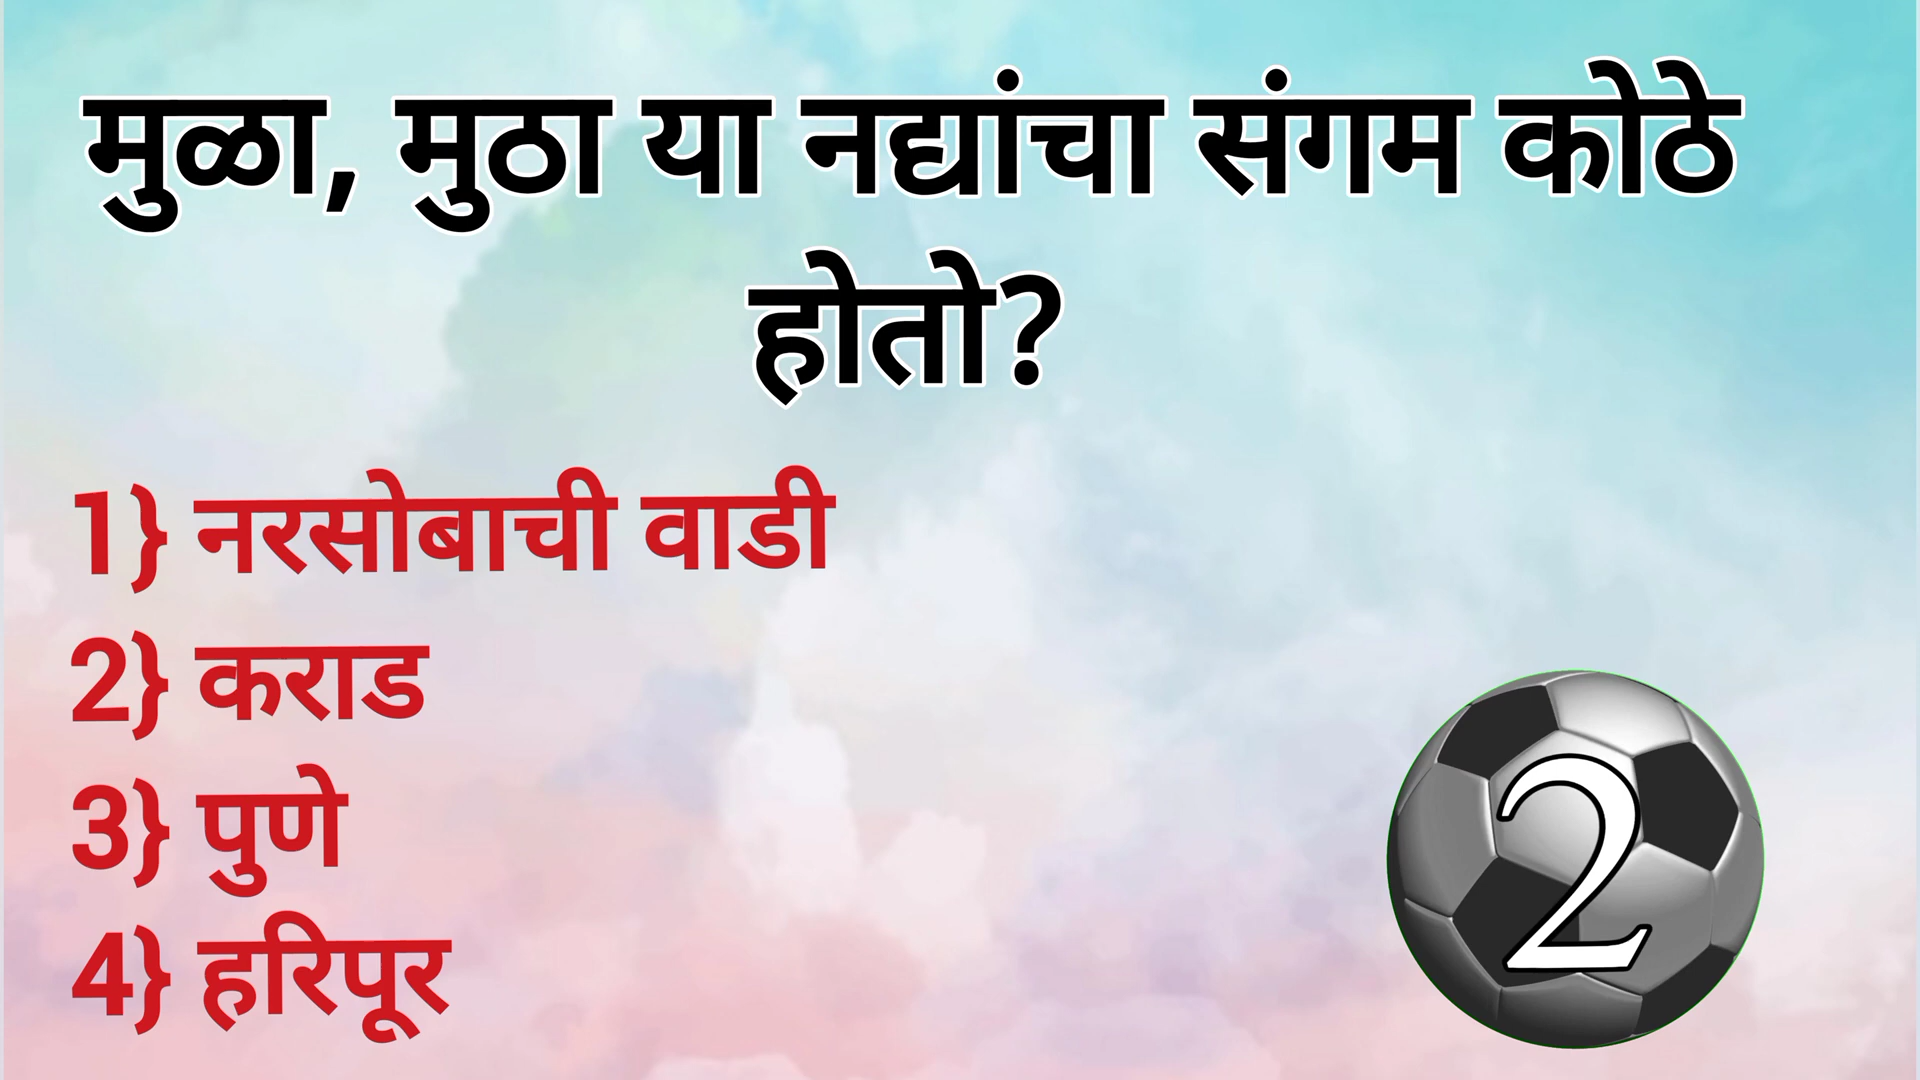 मुळा, मुठा या नद्यांचा संगम कोठे
होतो?
1} नरसोबाची वाडी
2} कराड
3} पुणे
4} हरिपूर
2